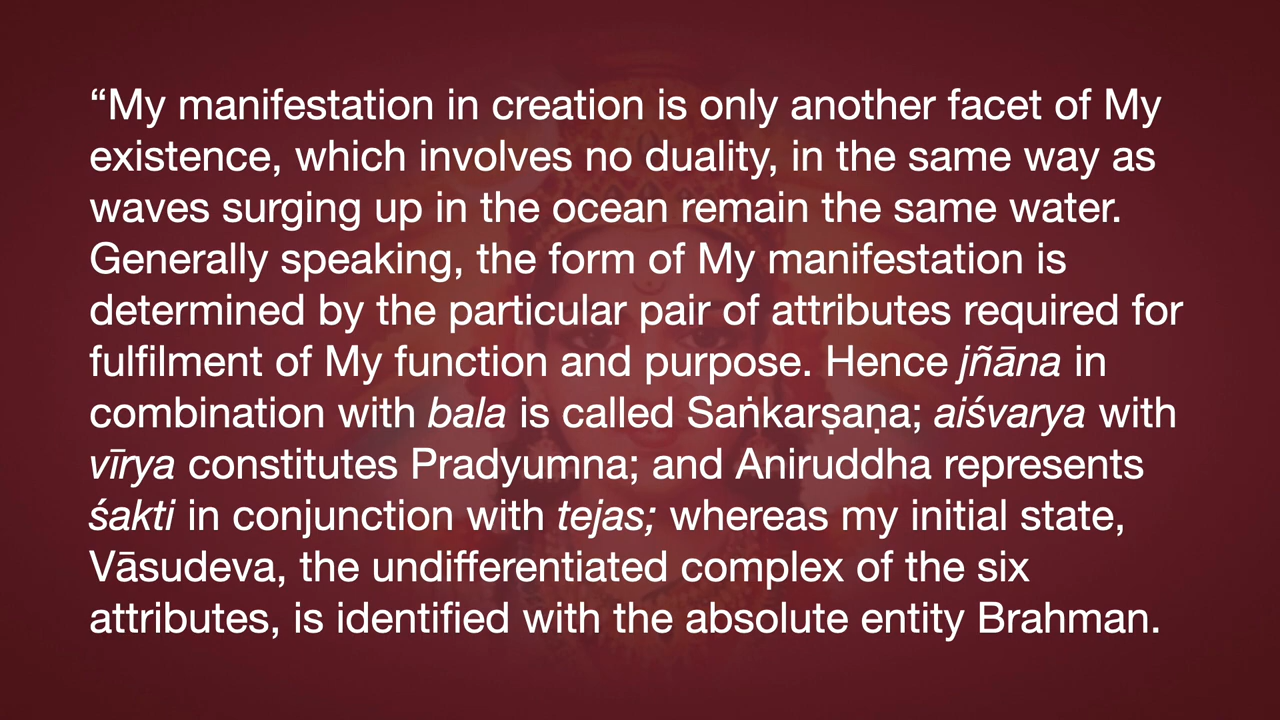 “My manifestation in creation is only another facet of My
existence, which involves no duality, in the same way as
waves surging up in the ocean remain the same water.
Generally speaking, the form of My manifestation is
determined by the particular pair of attributes required for
fulfilment of My function and purpose. Hence jñāna in
combination with bala is called Saṅkarṣaṇa; aiśvarya with
vīrya constitutes Pradyumna; and Aniruddha represents
śakti in conjunction with tejas; whereas my initial state,
Vāsudeva, the undifferentiated complex of the six
attributes, is identified with the absolute entity Brahman.